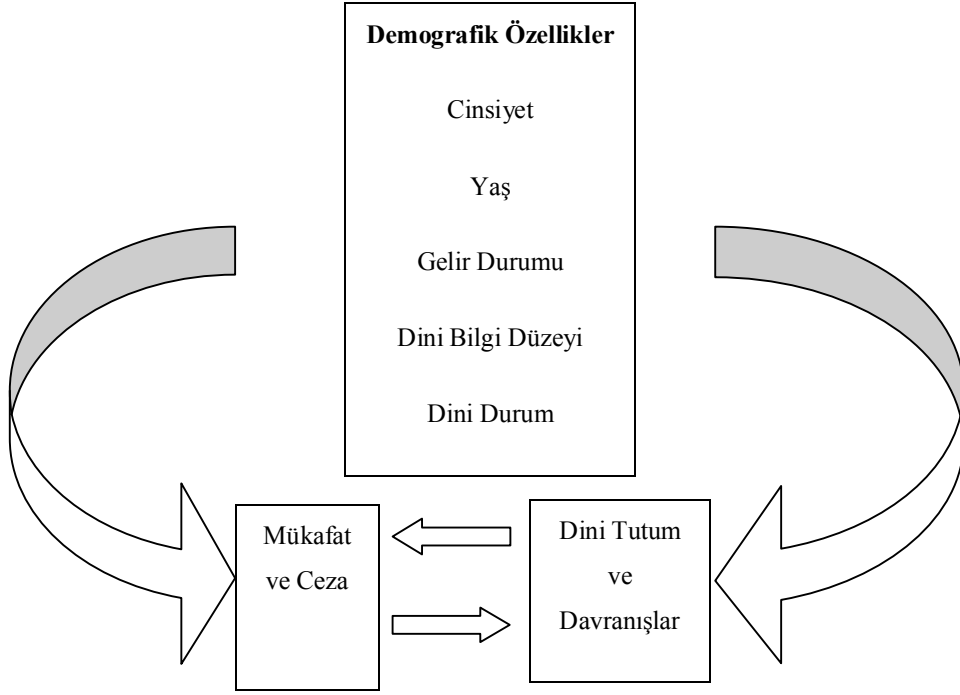 Demografik Özellikler
Cinsiyet
Yaş
Gelir Durumu
Dini Bilgi Düzeyi
Dini Durum
Mükafat
ve Ceza
Dini Tutum
ve
Davranışlar